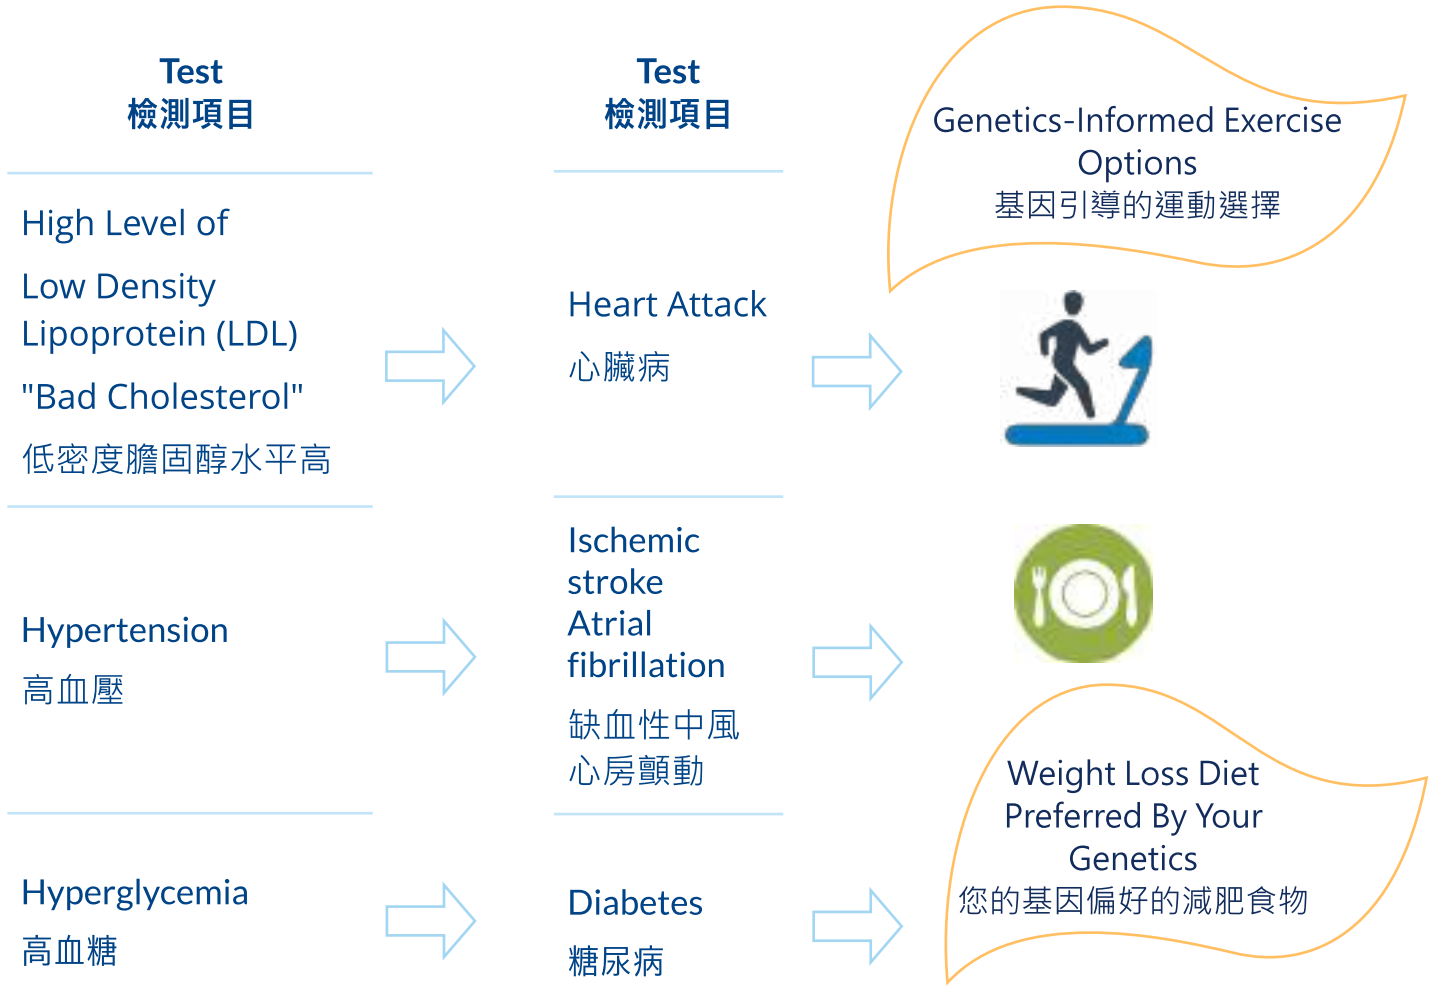 Test
檢測項目
High Level of
Low Density
Lipoprotein (LDL)
"Bad Cholesterol"
低密度膽固醇水平高
Hypertension
高血壓
Hyperglycemia
高血糖
Test
檢測項目
Heart Attack
心臟病
Ischemic
stroke
Atrial
fibrillation
缺血性中風
心房顫動
Diabetes
糖尿病
Genetics-Informed Exercise
Options
基因引導的運動選擇
Weight Loss Diet
Preferred By Your
Genetics
您的基因偏好的減肥食物